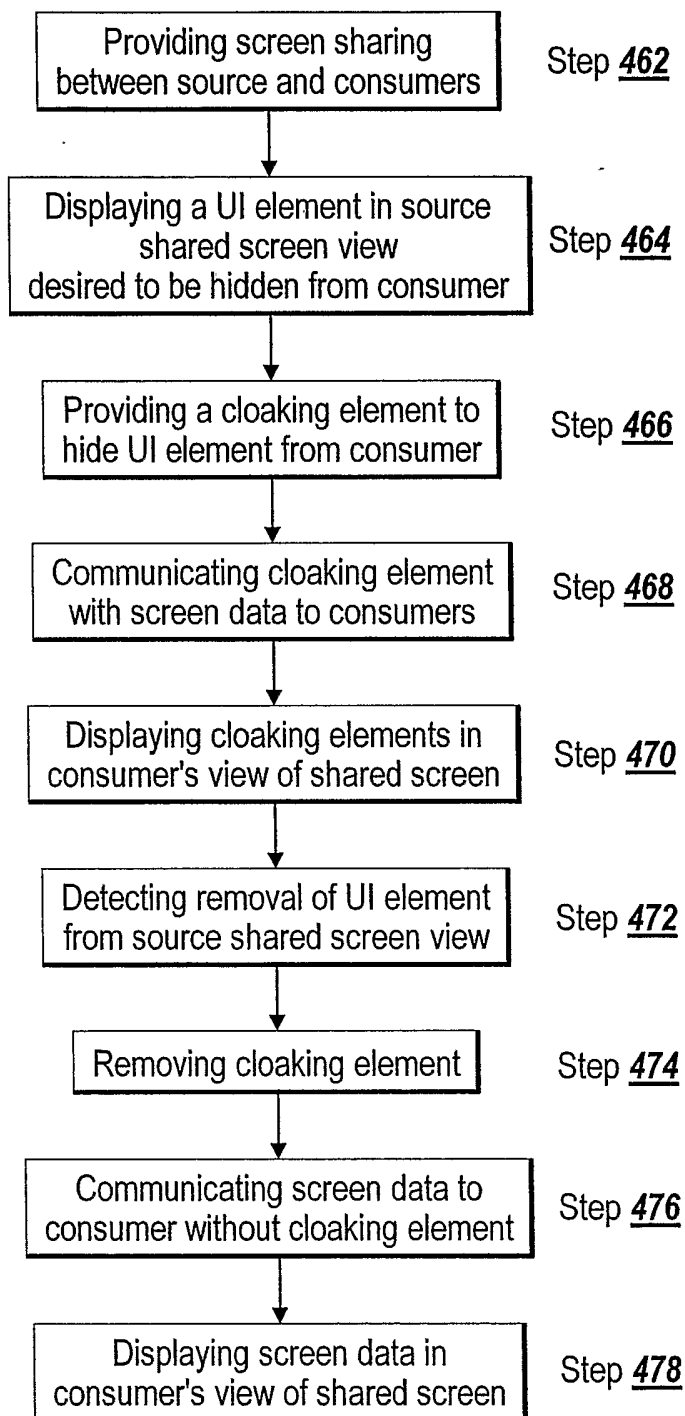 Providing screen sharing
between source and consumers
Step 462
Displaying a UI element in source
shared screen view
desired to be hidden from consumer
Step 464
Providing a cloaking element to
hide UI element from consumer
Step 466
Communicating cloaking element
with screen data to consumers
Step 468
Displaying cloaking elements in
consumer's view of shared screen
Step 470
Detecting removal of UI element
from source shared screen view
Step 472
Removing cloaking element
Step 474
Communicating screen data to
consumer without cloaking element
Step 476
Displaying screen data in
consumer's view of shared screen
Step 478